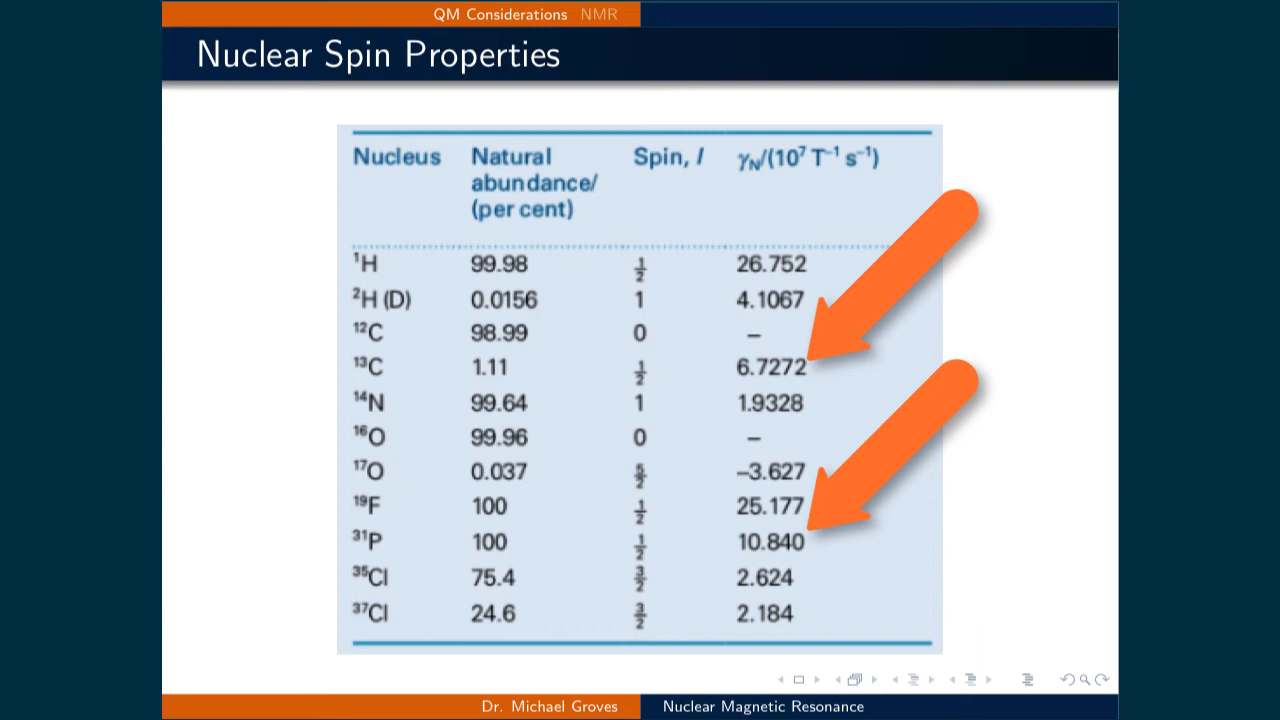 QM Considerations NMR
Nuclear Spin Properties
Nucleus Natural abundance/ (per cent) Spin, I γN/(10⁷ T⁻¹ s⁻¹)
¹H 99.98 ½ 26.752
²H (D) 0.0156 1 4.1067
¹²C 98.99 0 –
¹³C 1.11 ½ 6.7272
¹⁴N 99.64 1 1.9328
¹⁶O 99.96 0 –
¹⁷O 0.037 5/2 –3.627
¹⁹F 100 ½ 25.177
³¹P 100 ½ 10.840
³⁵Cl 75.4 3/2 2.624
³⁷Cl 24.6 3/2 2.184
Dr. Michael Groves Nuclear Magnetic Resonance